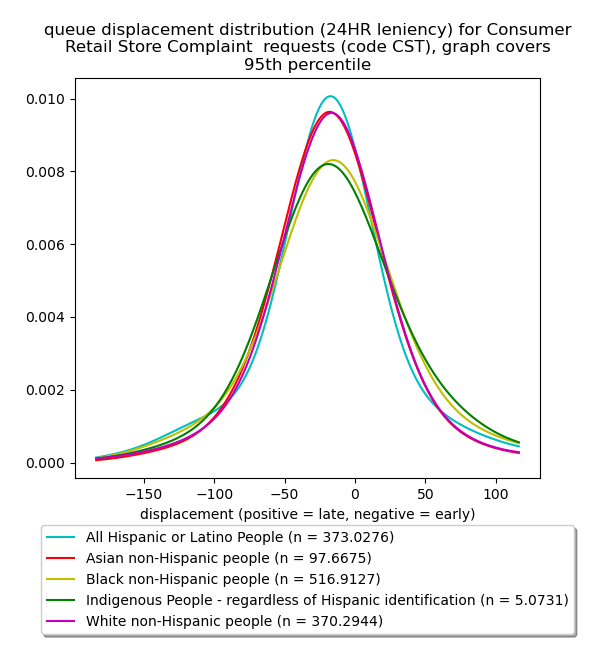 queue displacement distribution (24HR leniency) for Consumer
Retail Store Complaint  requests (code CST), graph covers
95th percentile
0.010
0.008
0.006
0.004
0.002
0.000
−150 −100 −50 0 50 100
displacement (positive = late, negative = early)
All Hispanic or Latino People (n = 373.0276)
Asian non-Hispanic people (n = 97.6675)
Black non-Hispanic people (n = 516.9127)
Indigenous People - regardless of Hispanic identification (n = 5.0731)
White non-Hispanic people (n = 370.2944)